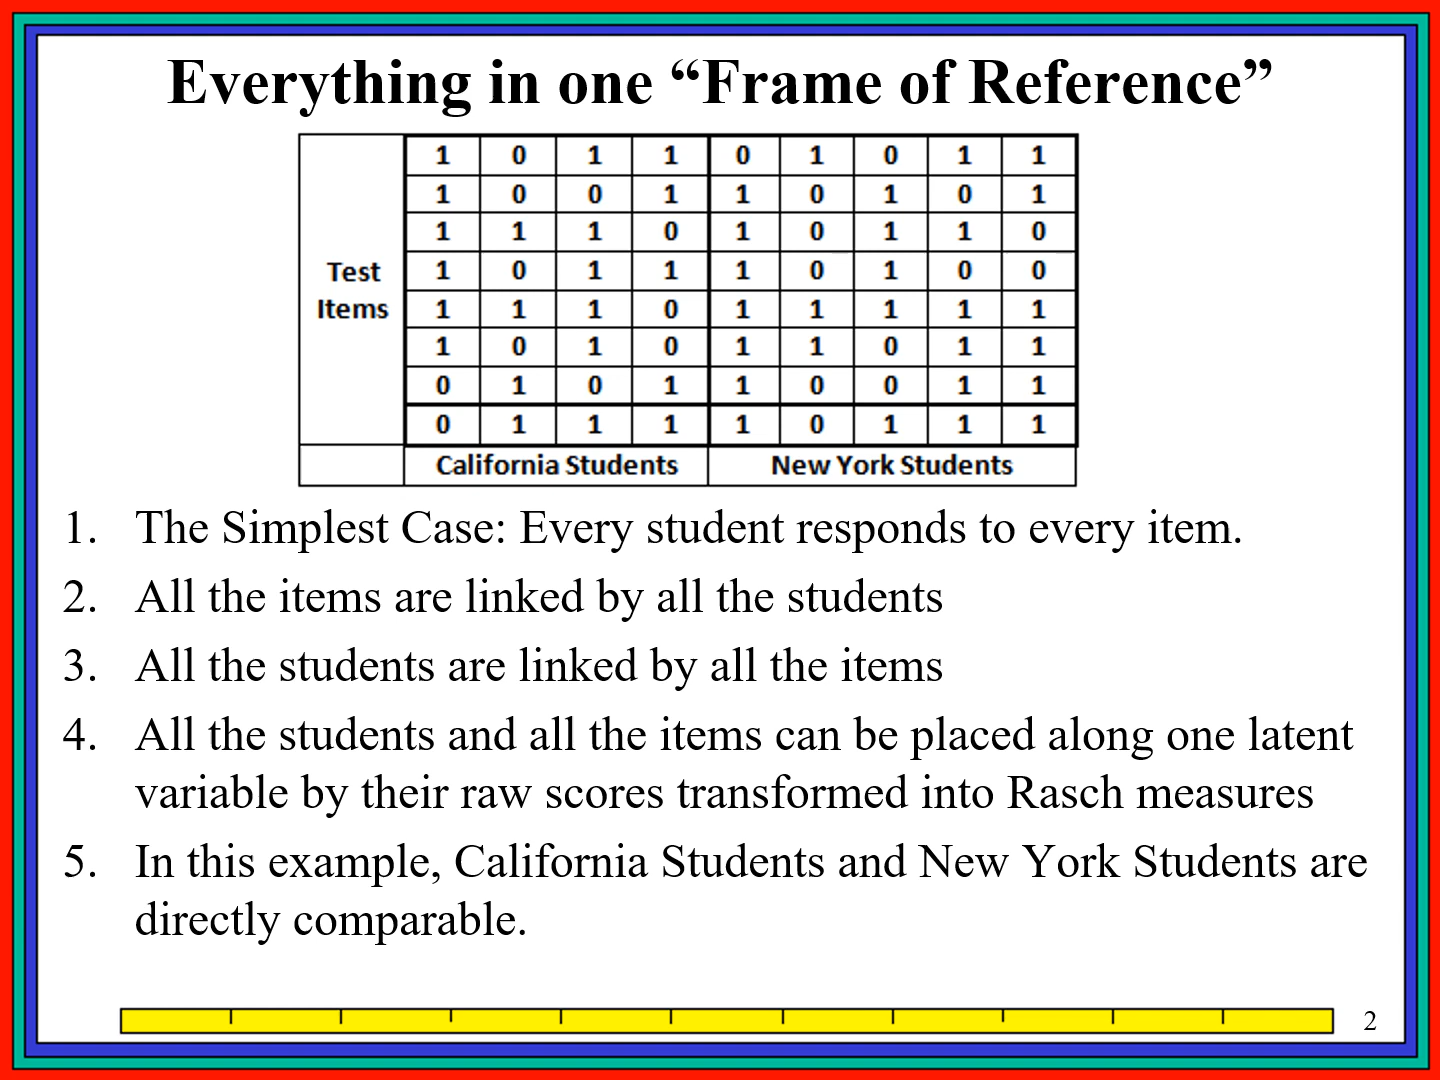 Everything in one “Frame of Reference”
1 0 1 1 0 1 0 1 1
1 0 0 1 1 0 1 0 1
1 1 1 0 1 0 1 1 0
Test Items
1 0 1 1 1 0 1 0 0
1 1 1 0 1 1 1 1 1
1 0 1 0 1 1 0 1 1
0 1 0 1 1 0 0 1 1
0 1 1 1 1 0 1 1 1
California Students New York Students
1. The Simplest Case: Every student responds to every item.
2. All the items are linked by all the students
3. All the students are linked by all the items
4. All the students and all the items can be placed along one latent
variable by their raw scores transformed into Rasch measures
5. In this example, California Students and New York Students are
directly comparable.
2